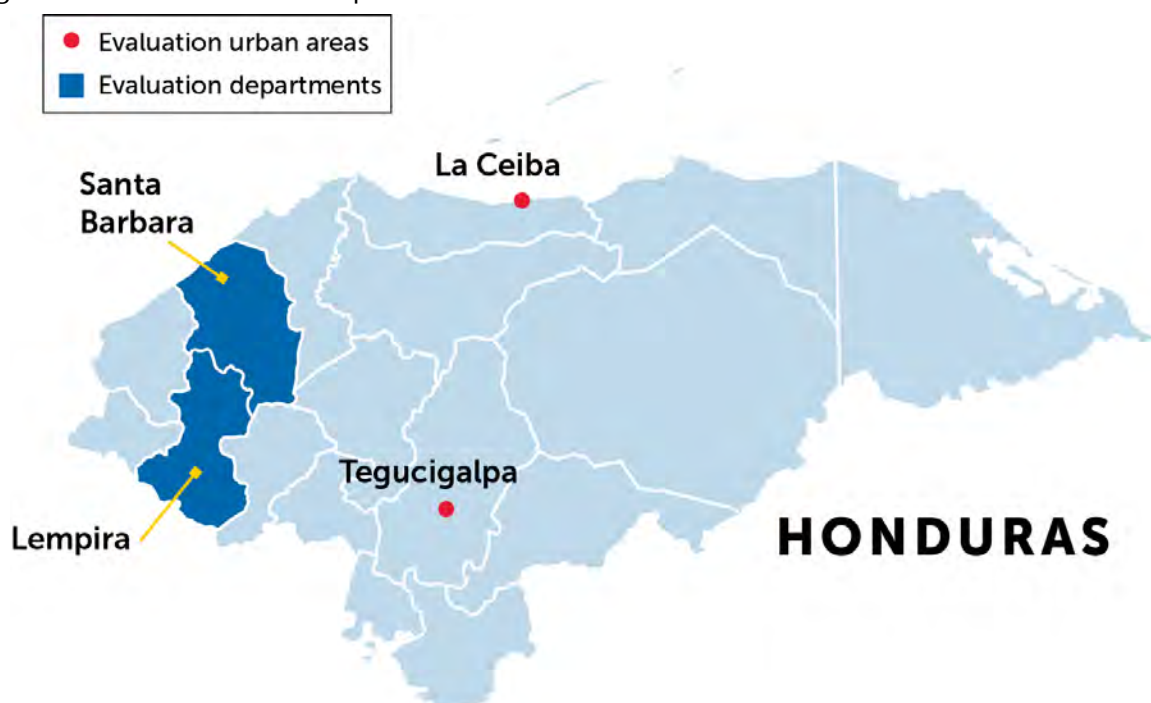 Evaluation urban areas
Evaluation departments
La Ceiba
Santa
Barbara
Tegucigalpa
Lempira
HONDURAS